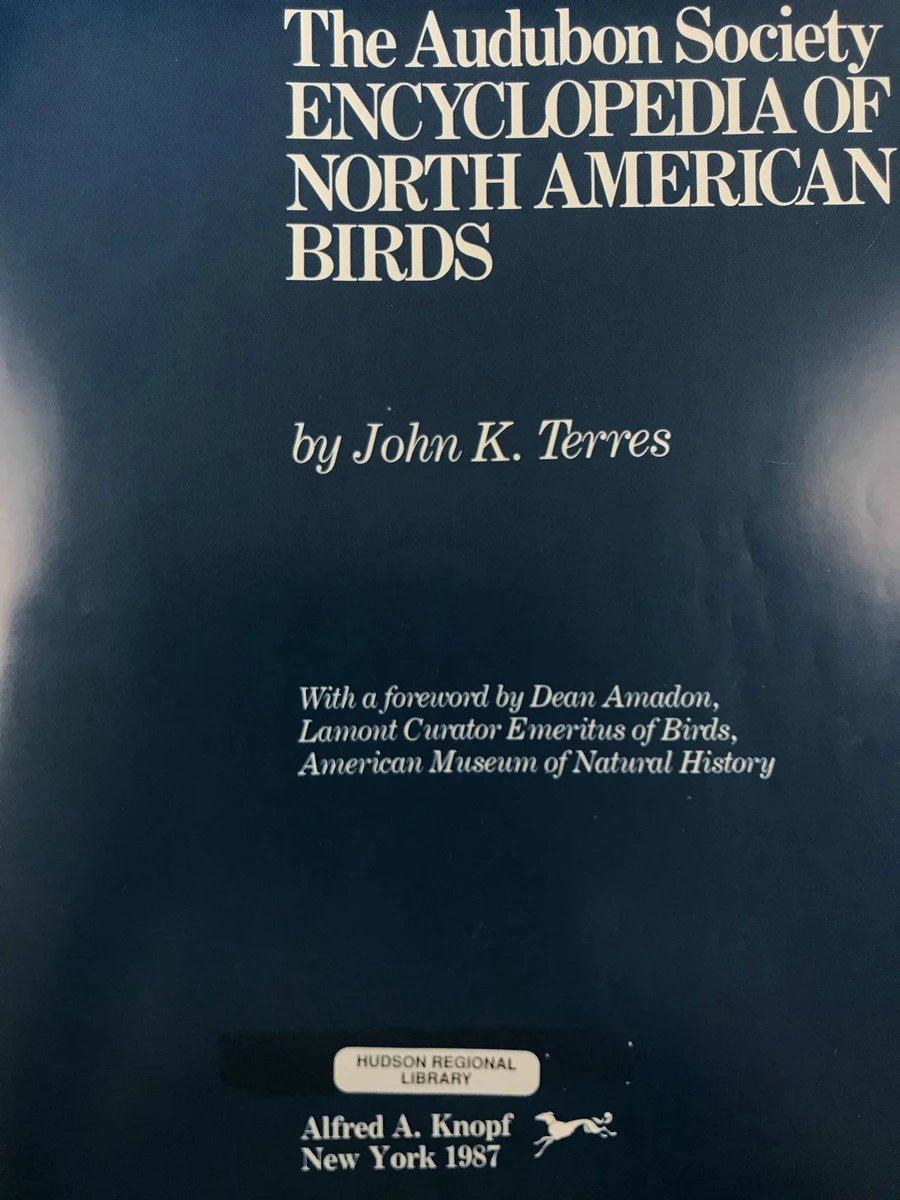 The Audubon Society
ENCYCLOPEDIA OF
NORTH AMERICAN
BIRDS
by John K. Terres
With a foreword by Dean Amadon,
Lamont Curator Emeritus of Birds,
American Museum of Natural History
HUDSON REGIONAL
LIBRARY
Alfred A. Knopf
New York 1987